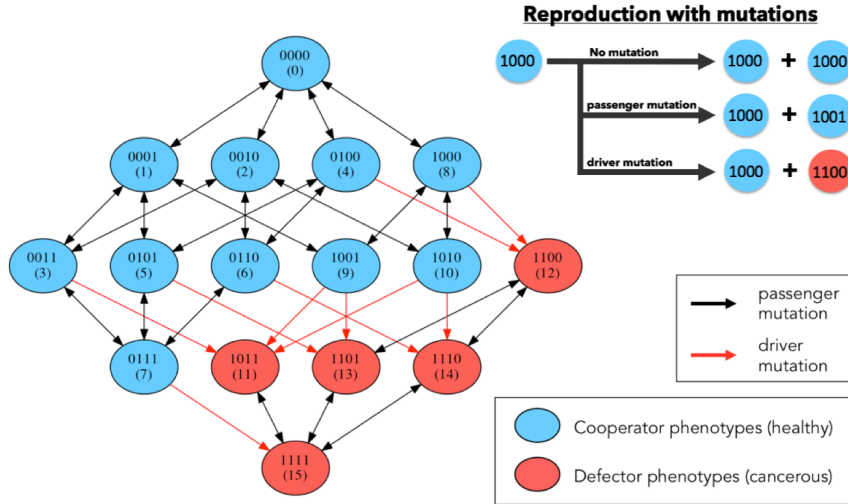 Reproduction with mutations
1000
No mutation
1000 + 1000
passenger mutation
1000 + 1001
driver mutation
1000 + 1100
0000
(0)
0001
(1)
0010
(2)
0100
(4)
1000
(8)
0011
(3)
0101
(5)
0110
(6)
1001
(9)
1010
(10)
1100
(12)
0111
(7)
1011
(11)
1101
(13)
1110
(14)
1111
(15)
passenger
mutation
driver
mutation
Cooperator phenotypes (healthy)
Defector phenotypes (cancerous)